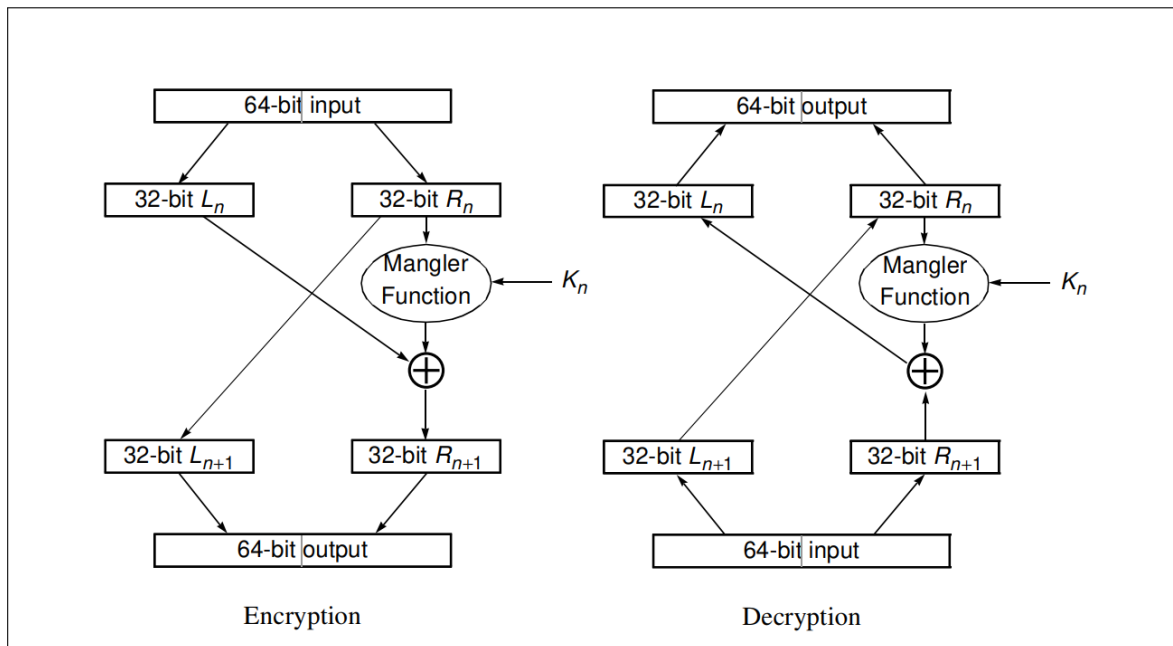 64-bit input
32-bit Lₙ
32-bit Rₙ
Mangler
Function
Kₙ
32-bit Lₙ₊₁
32-bit Rₙ₊₁
64-bit output
Encryption
64-bit output
32-bit Lₙ
32-bit Rₙ
Mangler
Function
Kₙ
32-bit Lₙ₊₁
32-bit Rₙ₊₁
64-bit input
Decryption